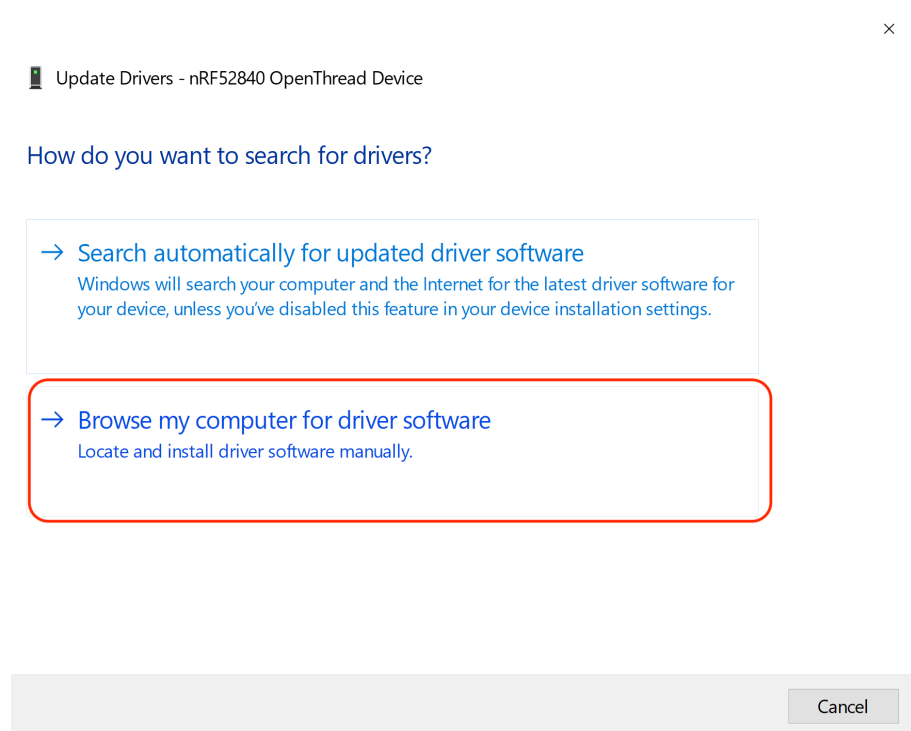 Update Drivers - nRF52840 OpenThread Device
How do you want to search for drivers?
Search automatically for updated driver software
Windows will search your computer and the Internet for the latest driver software for
your device, unless you've disabled this feature in your device installation settings.
Browse my computer for driver software
Locate and install driver software manually.
Cancel